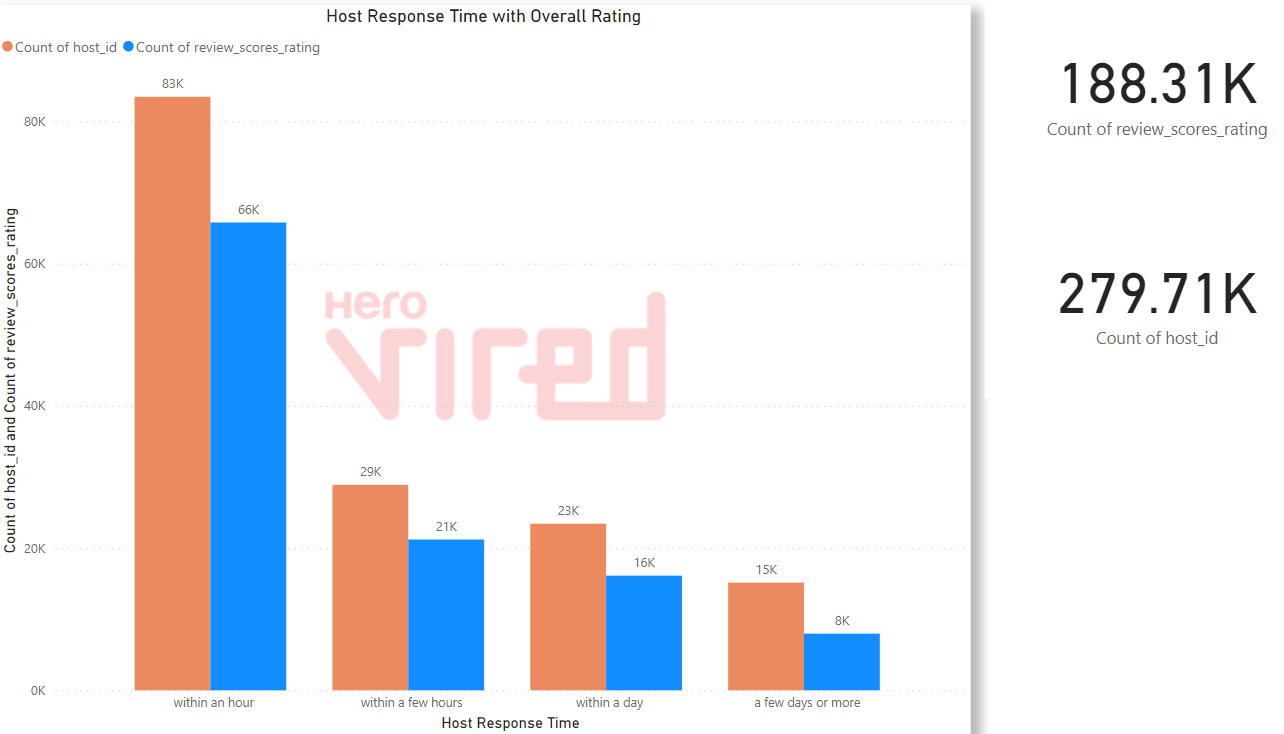 Host Response Time with Overall Rating
Count of host_id Count of review_scores_rating
83K
80K
66K
60K
40K
29K
21K
23K
20K
16K
15K
8K
0K
within an hour within a few hours within a day a few days or more
Host Response Time
Count of host_id and Count of review_scores_rating
Hero
vired
188.31K
Count of review_scores_rating
279.71K
Count of host_id